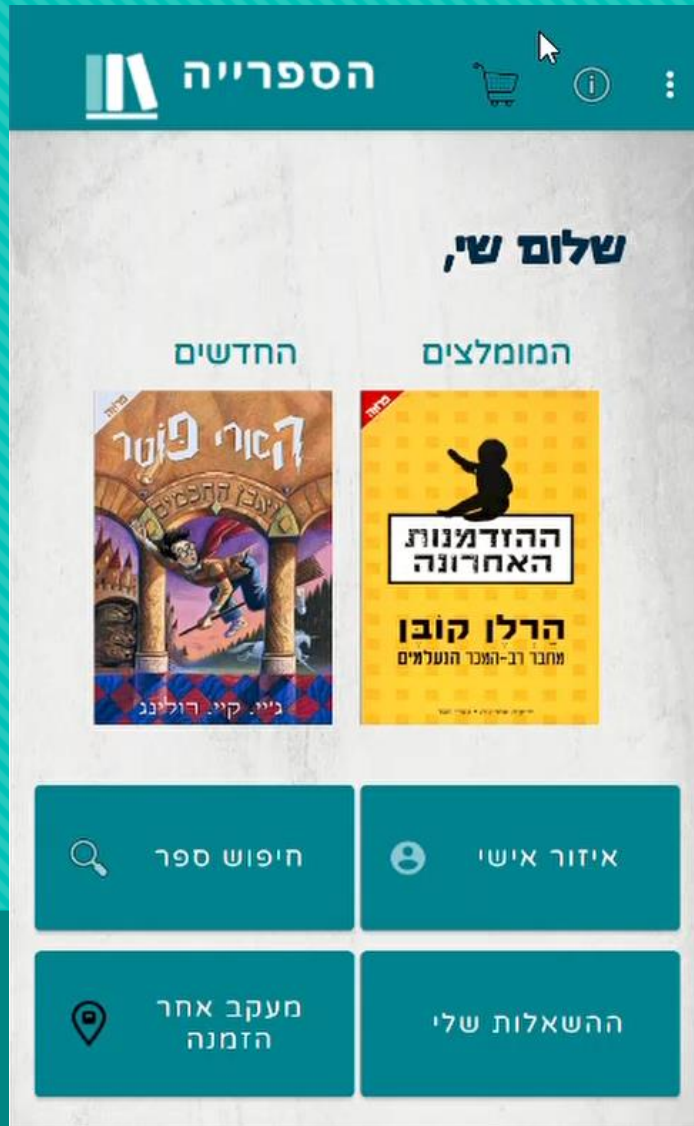 הספרייה
שלום שי,
המומלצים
החדשים
מרווה
ההזדמנות
האחרונה
הרלן קובן
מחבר רב-המכר הנעלמים
הארי פוטר
ואבן החכמים
ג'יי. קיי. רולינג
איזור אישי
חיפוש ספר
ההשאלות שלי
מעקב אחר
הזמנה